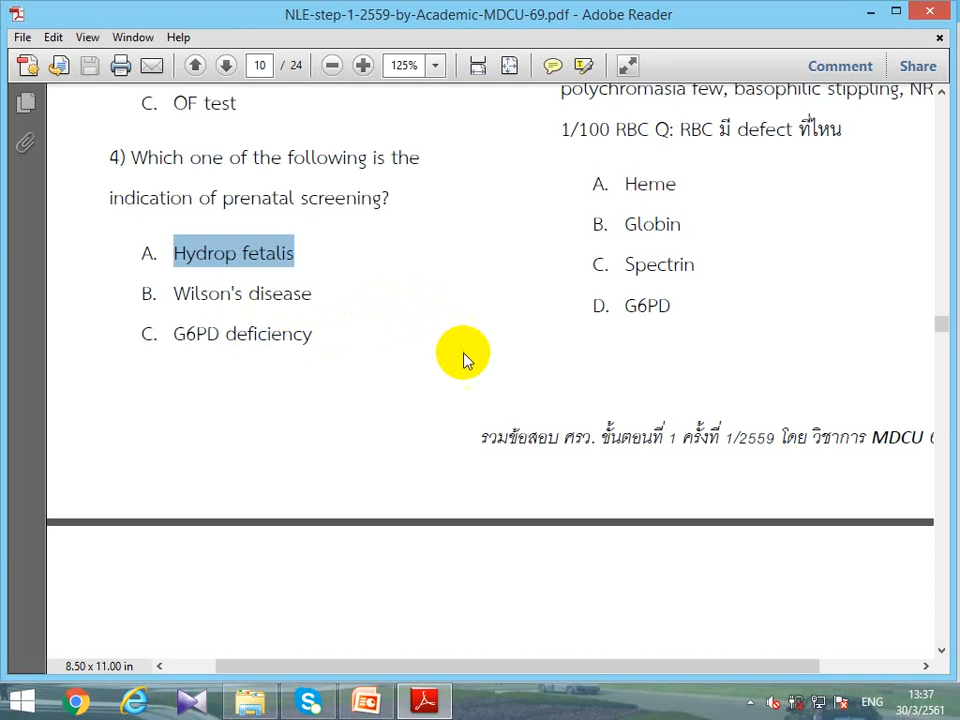 NLE-step-1-2559-by-Academic-MDCU-69.pdf - Adobe Reader
File Edit View Window Help
10 / 24 125% Comment Share
C. OF test
4) Which one of the following is the
indication of prenatal screening?
A. Hydrop fetalis
B. Wilson's disease
C. G6PD deficiency
polychromasia few, basophilic stippling, NR
1/100 RBC Q: RBC มี defect ที่ไหน
A. Heme
B. Globin
C. Spectrin
D. G6PD
รวมข้อสอบ ศรว. ขั้นตอนที่ 1 ครั้งที่ 1/2559 โดย วิชาการ MDCU 6
8.50 x 11.00 in
ENG
13:37
30/3/2561